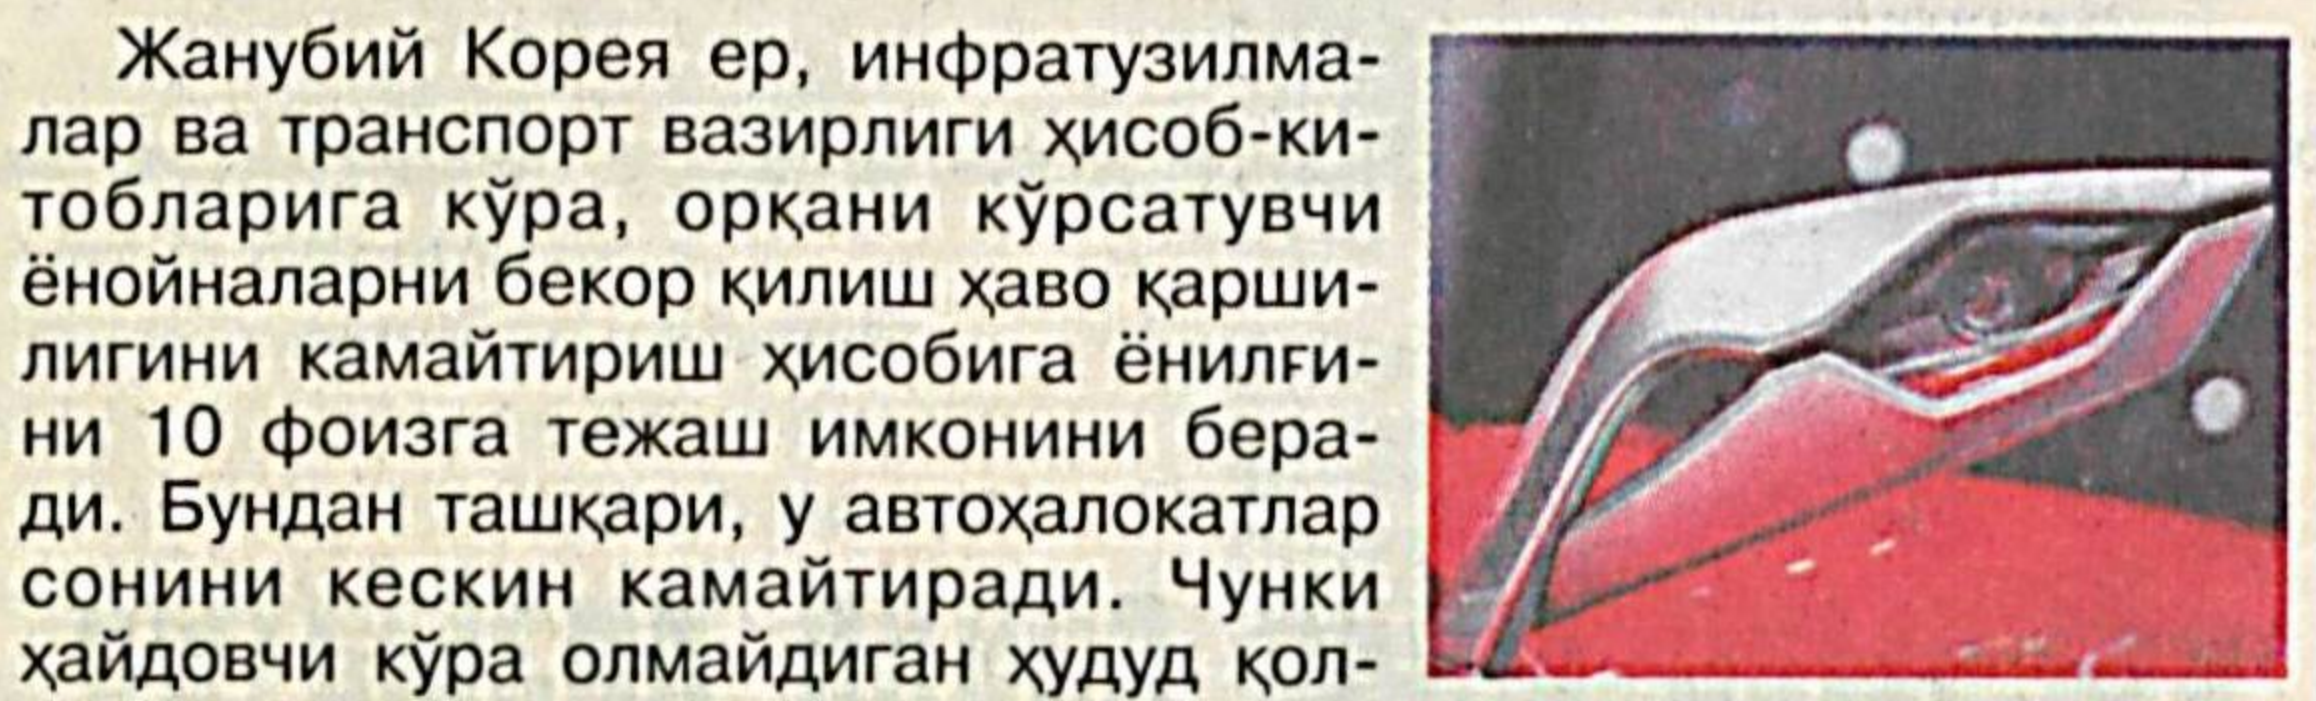 Жанубий Корея ер, инфратузилма-
лар ва транспорт вазирлиги ҳисоб-ки-
тобларига кўра, орқани кўрсатувчи
ёнойналарни бекор қилиш ҳаво қарши-
лигини камайтириш ҳисобига ёнилғи-
ни 10 фоизга тежаш имконини бера-
ди. Бундан ташқари, у автоҳалокатлар
сонини кескин камайтиради. Чунки
ҳайдовчи кўра олмайдиган ҳудуд қол-